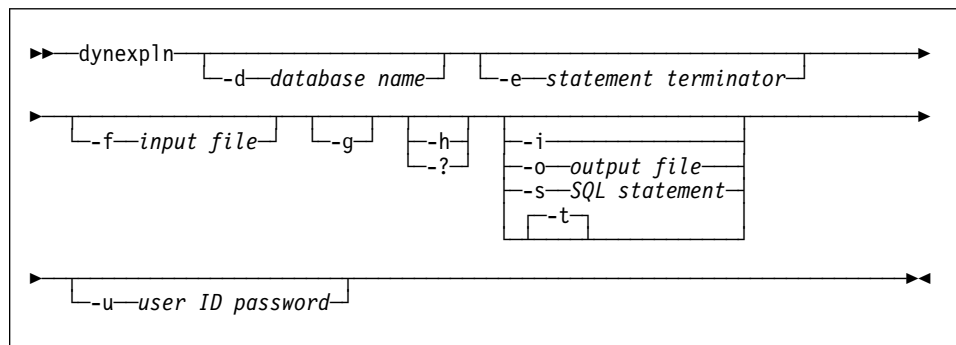 dynexpln
-d database name
-e statement terminator
-f input file
-g
-h
-?
-i
-o output file
-s SQL statement
-t
-u user ID password